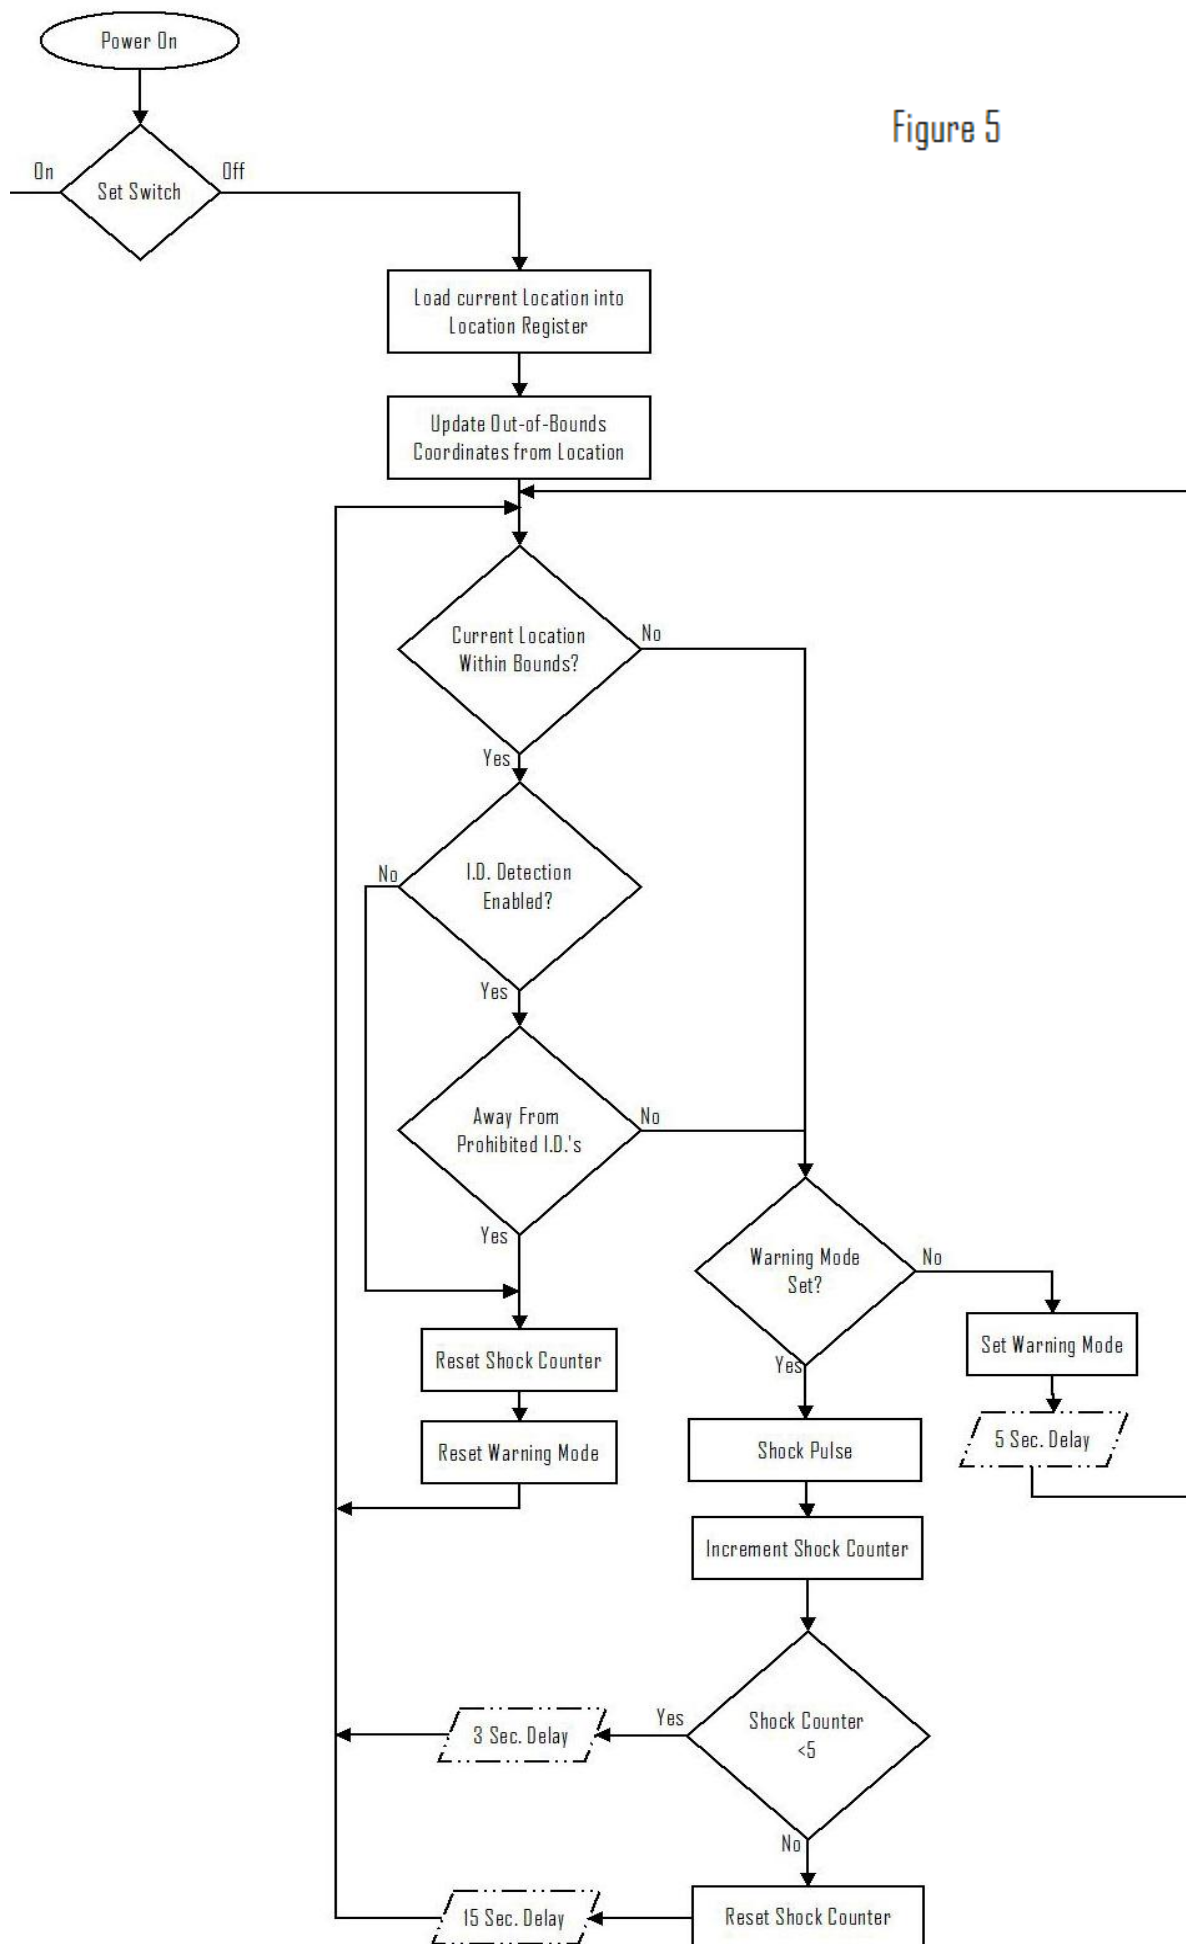 Power On
Figure 5
On
Off
Set Switch
Load current Location into
Location Register
Update Out-of-Bounds
Coordinates from Location
Current Location
Within Bounds?
No
Yes
I.D. Detection
Enabled?
No
Yes
Away From
Prohibited I.D.'s
No
Yes
Warning Mode
Set?
No
Yes
Set Warning Mode
5 Sec. Delay
Reset Shock Counter
Reset Warning Mode
Shock Pulse
Increment Shock Counter
Shock Counter
<5
Yes
3 Sec. Delay
No
Reset Shock Counter
15 Sec. Delay